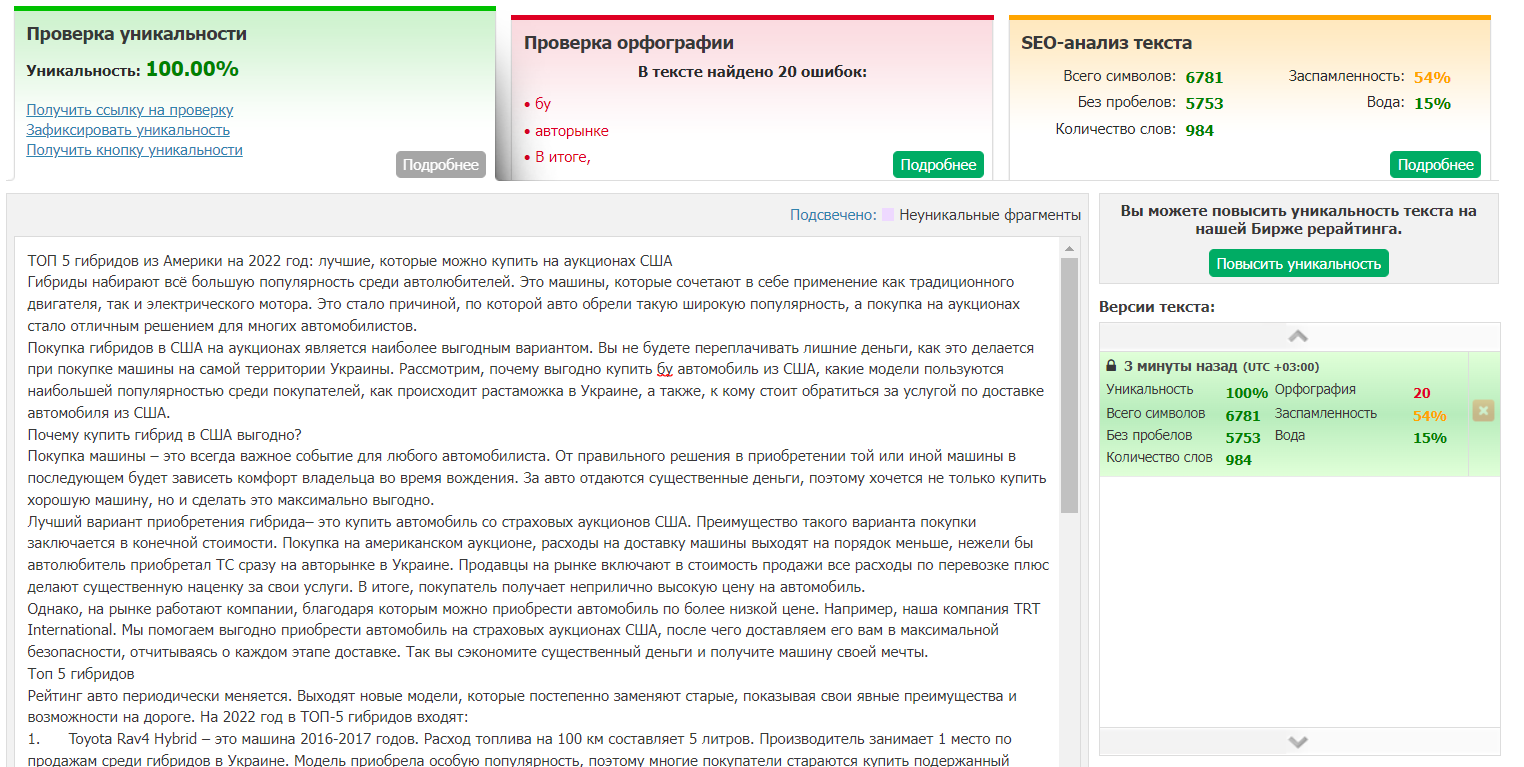 Проверка уникальности
Уникальность: 100.00%
Получить ссылку на проверку
Зафиксировать уникальность
Получить кнопку уникальности
Подробнее
Проверка орфографии
В тексте найдено 20 ошибок:
• бу
• авторынке
• В итоге,
Подробнее
SEO-анализ текста
Всего символов: 6781
Заспамленность: 54%
Без пробелов: 5753
Вода: 15%
Количество слов: 984
Подробнее
Подсвечено: Неуникальные фрагменты
ТОП 5 гибридов из Америки на 2022 год: лучшие, которые можно купить на аукционах США
Гибриды набирают всё большую популярность среди автолюбителей. Это машины, которые сочетают в себе применение как традиционного
двигателя, так и электрического мотора. Это стало причиной, по которой авто обрели такую широкую популярность, а покупка на аукционах
стало отличным решением для многих автомобилистов.
Покупка гибридов в США на аукционах является наиболее выгодным вариантом. Вы не будете переплачивать лишние деньги, как это делается
при покупке машины на самой территории Украины. Рассмотрим, почему выгодно купить бу автомобиль из США, какие модели пользуются
наибольшей популярностью среди покупателей, как происходит растаможка в Украине, а также, к кому стоит обратиться за услугой по доставке
автомобиля из США.
Почему купить гибрид в США выгодно?
Покупка машины – это всегда важное событие для любого автомобилиста. От правильного решения в приобретении той или иной машины в
последующем будет зависеть комфорт владельца во время вождения. За авто отдаются существенные деньги, поэтому хочется не только купить
хорошую машину, но и сделать это максимально выгодно.
Лучший вариант приобретения гибрида– это купить автомобиль со страховых аукционов США. Преимущество такого варианта покупки
заключается в конечной стоимости. Покупка на американском аукционе, расходы на доставку машины выходят на порядок меньше, нежели бы
автолюбитель приобретал ТС сразу на авторынке в Украине. Продавцы на рынке включают в стоимость продажи все расходы по перевозке плюс
делают существенную наценку за свои услуги. В итоге, покупатель получает неприлично высокую цену на автомобиль.
Однако, на рынке работают компании, благодаря которым можно приобрести автомобиль по более низкой цене. Например, наша компания TRT
International. Мы помогаем выгодно приобрести автомобиль на страховых аукционах США, после чего доставляем его вам в максимальной
безопасности, отчитываясь о каждом этапе доставке. Так вы сэкономите существенный деньги и получите машину своей мечты.
Топ 5 гибридов
Рейтинг авто периодически меняется. Выходят новые модели, которые постепенно заменяют старые, показывая свои явные преимущества и
возможности на дороге. На 2022 год в ТОП-5 гибридов входят:
1. Toyota Rav4 Hybrid – это машина 2016-2017 годов. Расход топлива на 100 км составляет 5 литров. Производитель занимает 1 место по
продажам среди гибридов в Украине. Модель приобрела особую популярность, поэтому многие покупатели стараются купить подержанный
Вы можете повысить уникальность текста на
нашей Бирже рерайтинга.
Повысить уникальность
Версии текста:
3 минуты назад (UTC +03:00)
Уникальность 100% Орфография 20
Всего символов 6781 Заспамленность 54%
Без пробелов 5753 Вода 15%
Количество слов 984